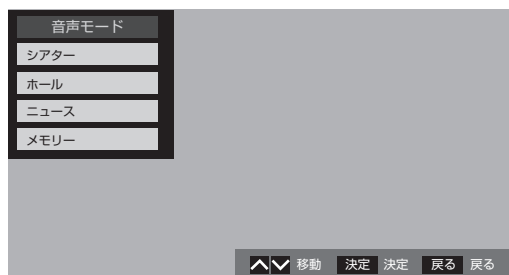 音声モード
シアター
ホール
ニュース
メモリー
移動 決定 決定 戻る 戻る